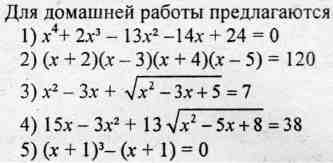 Для домашней работы предлагаются
1) x⁴+ 2x³ – 13x² –14x + 24 = 0
2) (x + 2)(x – 3)(x + 4)(x – 5) = 120
3) x² – 3x + √(x² – 3x + 5) = 7
4) 15x – 3x² + 13√(x² – 5x + 8) = 38
5) (x + 1)³– (x + 1) = 0